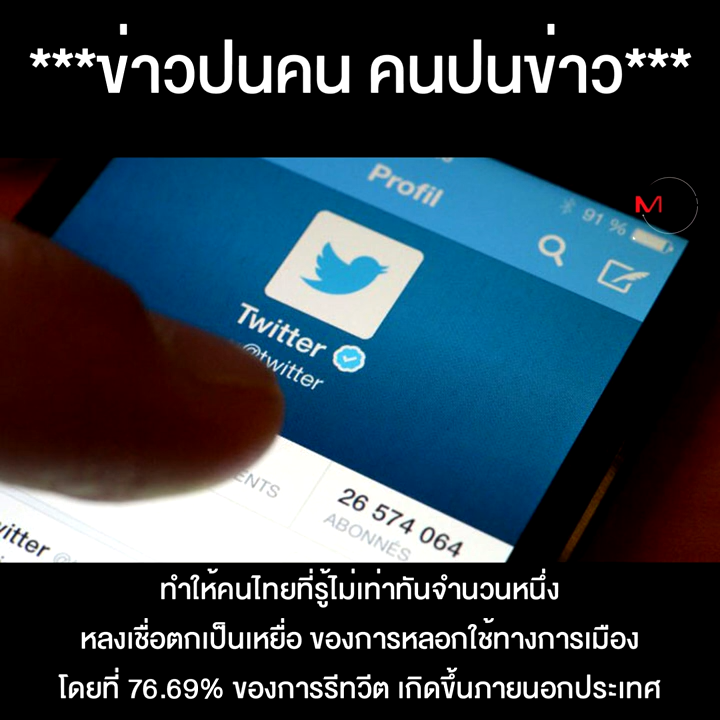 ***ข่าวปนคน คนปนข่าว***
Profil
91 %
M
Twitter
@twitter
26 574 064
ENTS
ABONNÉS
witter
ทำให้คนไทยที่รู้ไม่เท่าทันจำนวนหนึ่ง
หลงเชื่อตกเป็นเหยื่อ ของการหลอกใช้ทางการเมือง
โดยที่ 76.69% ของการรีทวีต เกิดขึ้นภายนอกประเทศ